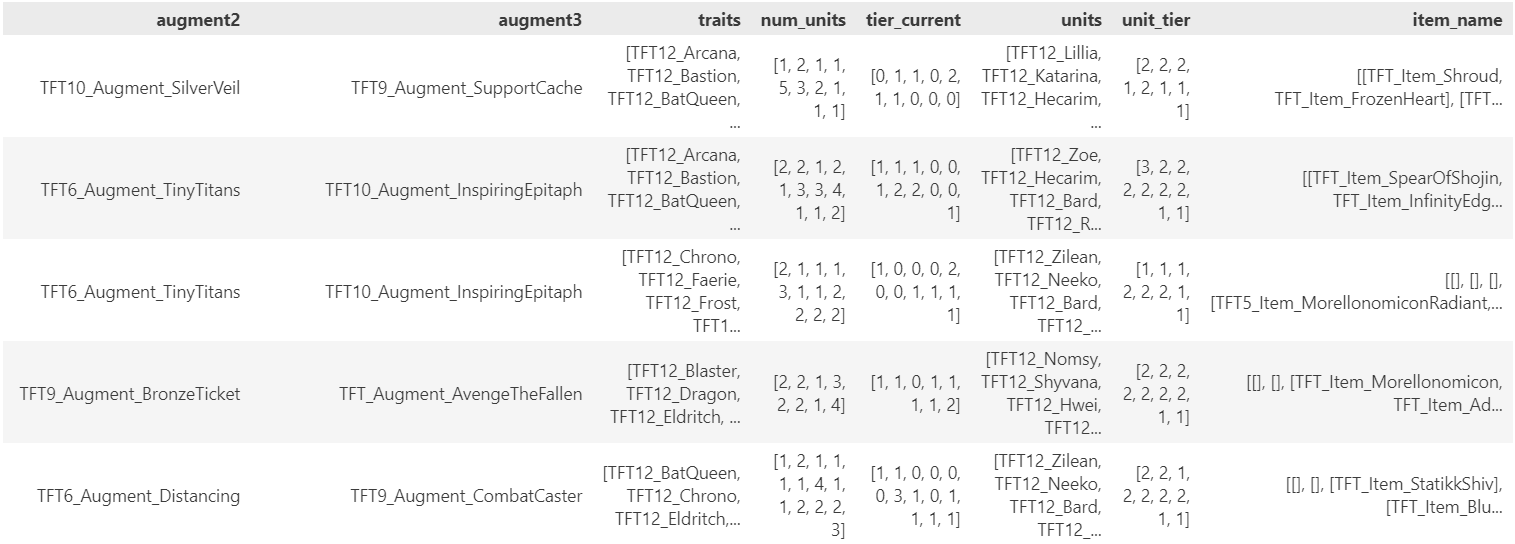 augment2 augment3 traits num_units tier_current units unit_tier item_name
TFT10_Augment_SilverVeil TFT9_Augment_SupportCache [TFT12_Arcana, TFT12_Bastion, TFT12_BatQueen, ... [1, 2, 1, 1, 5, 3, 2, 1, 1, 1] [0, 1, 1, 0, 2, 1, 1, 0, 0, 0] [TFT12_Lillia, TFT12_Katarina, TFT12_Hecarim, ... [2, 2, 2, 1, 2, 1, 1, 1] [[TFT_Item_Shroud, TFT_Item_FrozenHeart], [TFT...
TFT6_Augment_TinyTitans TFT10_Augment_InspiringEpitaph [TFT12_Arcana, TFT12_Bastion, TFT12_BatQueen, ... [2, 2, 1, 2, 1, 3, 3, 4, 1, 1, 2] [1, 1, 1, 0, 0, 1, 2, 2, 0, 0, 1] [TFT12_Zoe, TFT12_Hecarim, TFT12_Bard, TFT12_R... [3, 2, 2, 2, 2, 2, 2, 1, 1] [[TFT_Item_SpearOfShojin, TFT_Item_InfinityEdg...
TFT6_Augment_TinyTitans TFT10_Augment_InspiringEpitaph [TFT12_Chrono, TFT12_Faerie, TFT12_Frost, TFT1... [2, 1, 1, 1, 3, 1, 1, 2, 2, 2, 2] [1, 0, 0, 0, 2, 0, 0, 1, 1, 1, 1] [TFT12_Zilean, TFT12_Neeko, TFT12_Bard, TFT12_... [1, 1, 1, 2, 2, 2, 1, 1] [[], [], [], [TFT5_Item_MorellonomiconRadiant,...
TFT9_Augment_BronzeTicket TFT_Augment_AvengeTheFallen [TFT12_Blaster, TFT12_Dragon, TFT12_Eldritch, ... [2, 2, 1, 3, 2, 2, 1, 4] [1, 1, 0, 1, 1, 1, 1, 2] [TFT12_Nomsy, TFT12_Shyvana, TFT12_Hwei, TFT12... [2, 2, 2, 2, 2, 2, 2, 1, 1] [[], [], [TFT_Item_Morellonomicon, TFT_Item_Ad...
TFT6_Augment_Distancing TFT9_Augment_CombatCaster [TFT12_BatQueen, TFT12_Chrono, TFT12_Eldritch,... [1, 2, 1, 1, 1, 1, 4, 1, 1, 2, 2, 2, 3] [1, 1, 0, 0, 0, 0, 3, 1, 0, 1, 1, 1, 1] [TFT12_Zilean, TFT12_Neeko, TFT12_Bard, TFT12_... [2, 2, 1, 2, 2, 2, 2, 1, 1] [[], [], [TFT_Item_StatikkShiv], [TFT_Item_Blu...